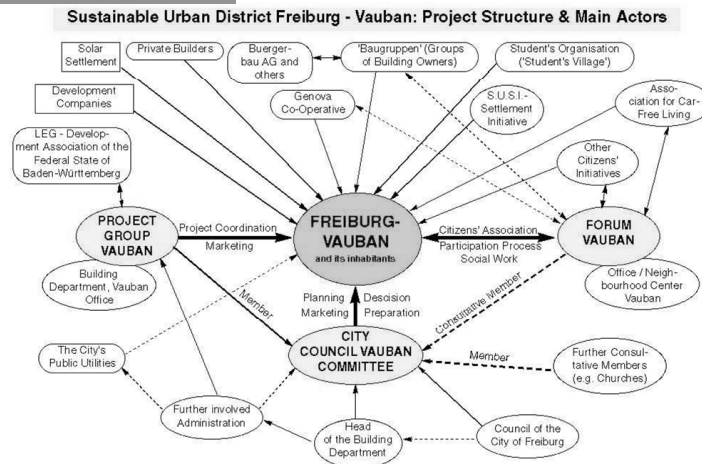 Sustainable Urban District Freiburg - Vauban: Project Structure & Main Actors
Solar
Settlement
Private Builders
Buerger-
bau AG and
others
'Baugruppen' (Groups
of Building Owners)
Student's Organisation
('Student's Village')
Development
Companies
Genova
Co-Operative
S.U.S.I.-
Settlement
Initiative
Asso-
ciation for Car-
Free Living
LEG - Develop-
ment Association of the
Federal State of
Baden-Württemberg
Other
Citizens'
Initiatives
PROJECT
GROUP
VAUBAN
Project Coordination
Marketing
FREIBURG-
VAUBAN
and its inhabitants
Citizens' Association
Participation Process
Social Work
FORUM
VAUBAN
Building
Department, Vauban
Office
Office / Neigh-
bourhood Center
Vauban
Member
Planning
Marketing
Descision
Preparation
Consultative Member
The City's
Public Utilities
CITY
COUNCIL VAUBAN
COMMITTEE
Member
Further Consul-
tative Members
(e.g. Churches)
Further involved
Administration
Head
of the Building
Department
Council of the
City of Freiburg